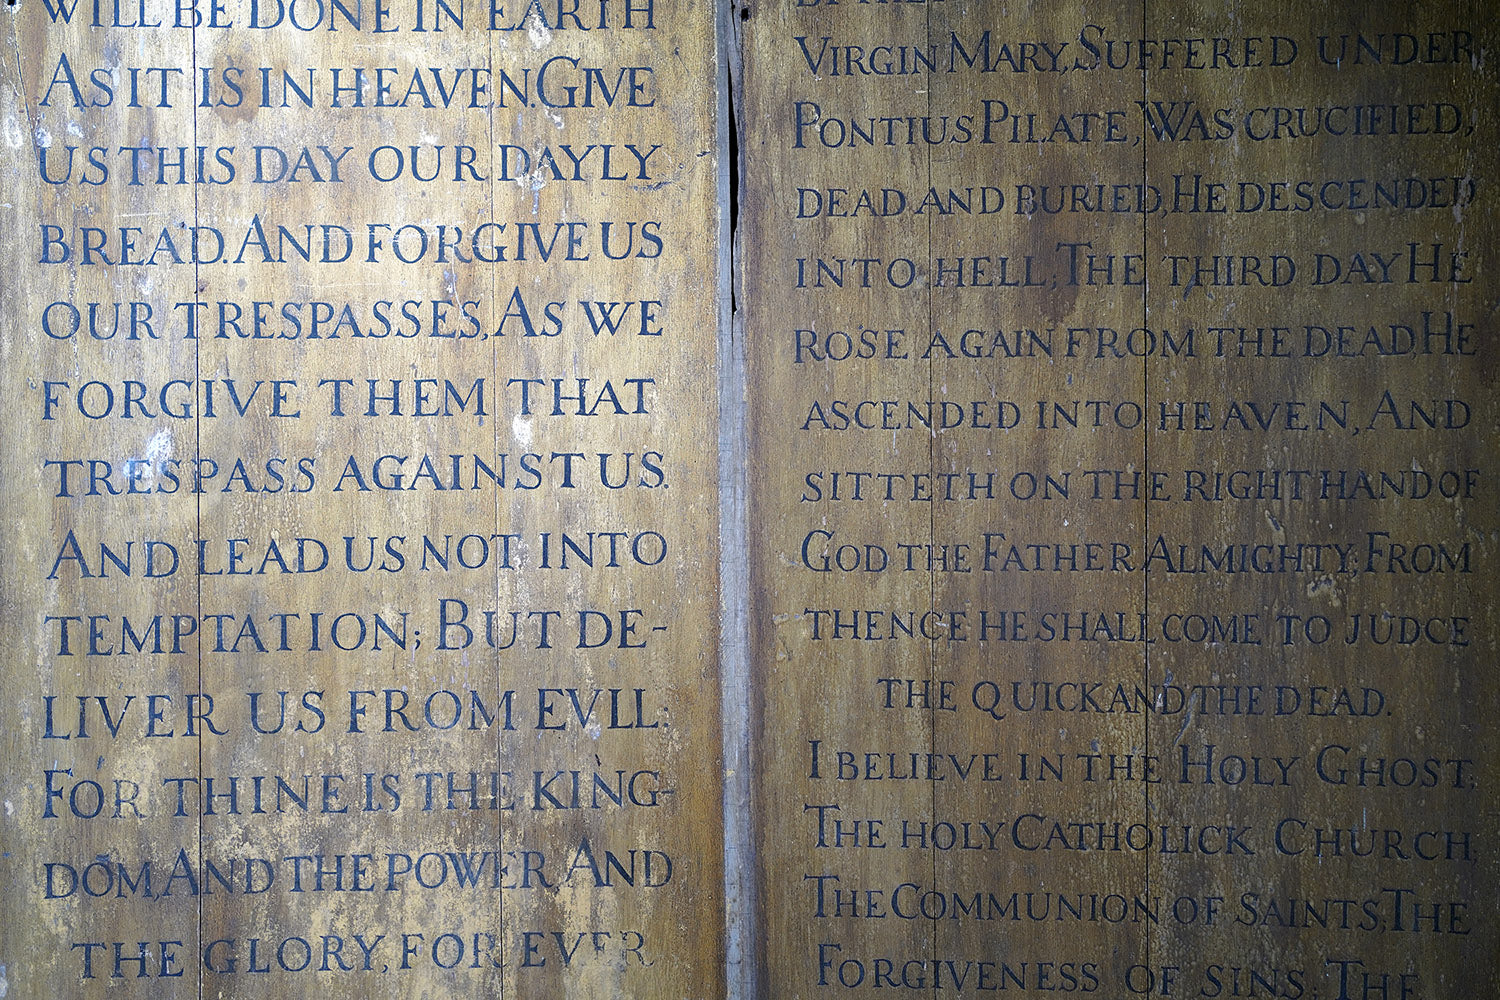 WILL BE DONE IN EARTH
AS IT IS IN HEAVEN. GIVE
US THIS DAY OUR DAYLY
BREAD. AND FORGIVE US
OUR TRESPASSES, AS WE
FORGIVE THEM THAT
TRESPASS AGAINST US.
AND LEAD US NOT INTO
TEMPTATION; BUT DE-
LIVER US FROM EVLL;
FOR THINE IS THE KING-
DOM, AND THE POWER, AND
THE GLORY, FOR EVER
VIRGIN MARY, SUFFERED UNDER
PONTIUS PILATE, WAS CRUCIFIED,
DEAD AND BURIED, HE DESCENDED
INTO HELL; THE THIRD DAY HE
ROSE AGAIN FROM THE DEAD, HE
ASCENDED INTO HEAVEN, AND
SITTETH ON THE RIGHT HAND OF
GOD THE FATHER ALMIGHTY; FROM
THENCE HE SHALL COME TO JUDGE
THE QUICK AND THE DEAD.
I BELIEVE IN THE HOLY GHOST;
THE HOLY CATHOLICK CHURCH;
THE COMMUNION OF SAINTS; THE
FORGIVENESS OF SINS; THE